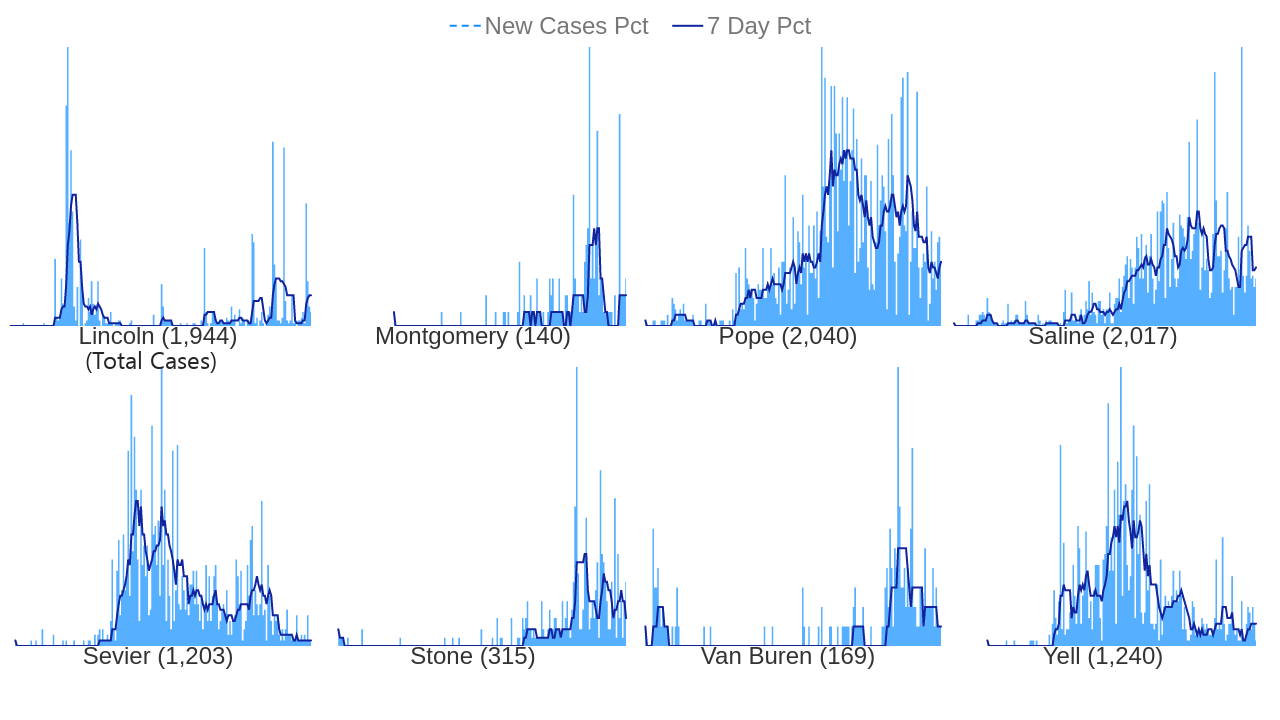 New Cases Pct 7 Day Pct
Lincoln (1,944) Montgomery (140) Pope (2,040) Saline (2,017)
(Total Cases)
Sevier (1,203) Stone (315) Van Buren (169) Yell (1,240)